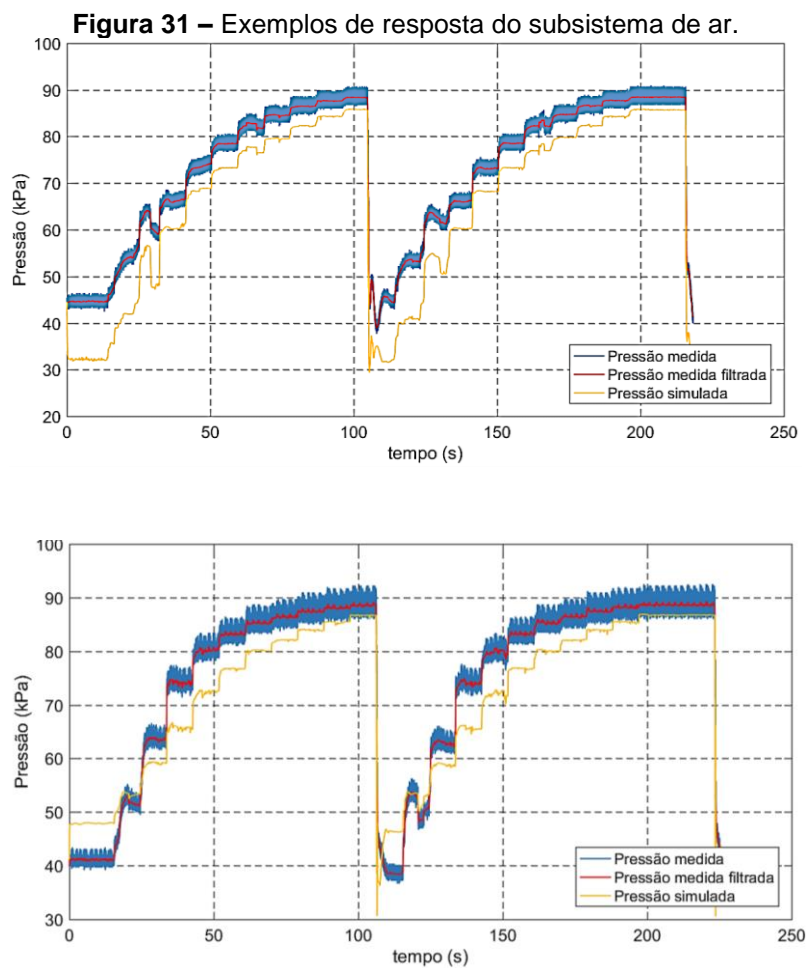 Figura 31 – Exemplos de resposta do subsistema de ar.
100
90
80
70
60
50
40
30
20
Pressão (kPa)
Pressão medida
Pressão medida filtrada
Pressão simulada
0 50 100 150 200 250
tempo (s)
100
90
80
70
60
50
40
30
Pressão (kPa)
Pressão medida
Pressão medida filtrada
Pressão simulada
0 50 100 150 200 250
tempo (s)